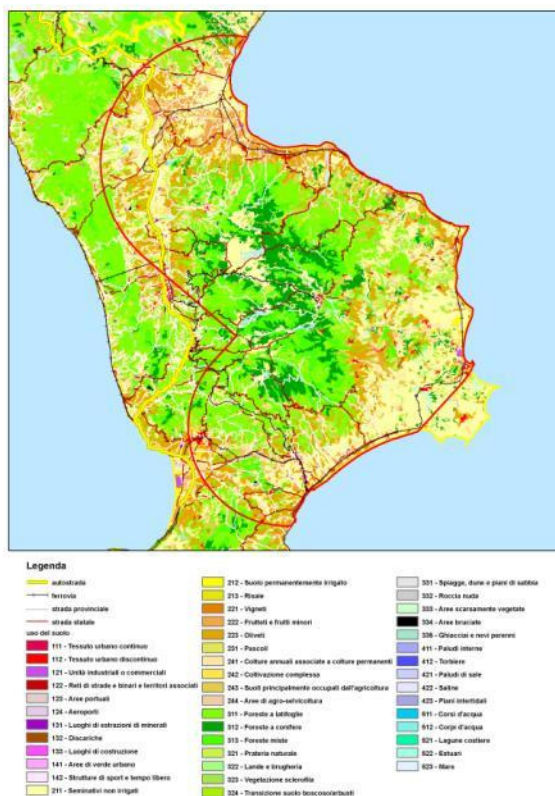 Legenda
autostrada
ferrovia
strada provinciale
strada statale
uso del suolo
111 - Tessuto urbano continuo
112 - Tessuto urbano discontinuo
121 - Unità industriali o commerciali
122 - Reti di strade e binari e territori associati
123 - Aree portuali
124 - Aeroporti
131 - Luoghi di estrazioni di minerali
132 - Discariche
133 - Luoghi di costruzione
141 - Aree di verde urbano
142 - Strutture di sport e tempo libero
211 - Seminativi non irrigati
212 - Suolo permanentemente irrigato
213 - Risaie
221 - Vigneti
222 - Frutteti e frutti minori
223 - Oliveti
231 - Pascoli
241 - Colture annuali associate a colture permanenti
242 - Coltivazione complessa
243 - Suoli principalmente occupati dall'agricoltura
244 - Aree di agro-selvicoltura
311 - Foreste a latifoglie
312 - Foreste a conifere
313 - Foreste miste
321 - Prateria naturale
322 - Lande e brugheria
323 - Vegetazione sclerofila
324 - Transizione suolo boscoso/arbusti
331 - Spiagge, dune e piani di sabbia
332 - Roccia nuda
333 - Aree scarsamente vegetate
334 - Aree bruciate
335 - Ghiacciai e nevi perenni
411 - Paludi interne
412 - Torbiere
421 - Paludi di sale
422 - Saline
423 - Piani intertidali
511 - Corsi d'acqua
512 - Corpi d'acqua
521 - Lagune costiere
522 - Estuari
523 - Mare